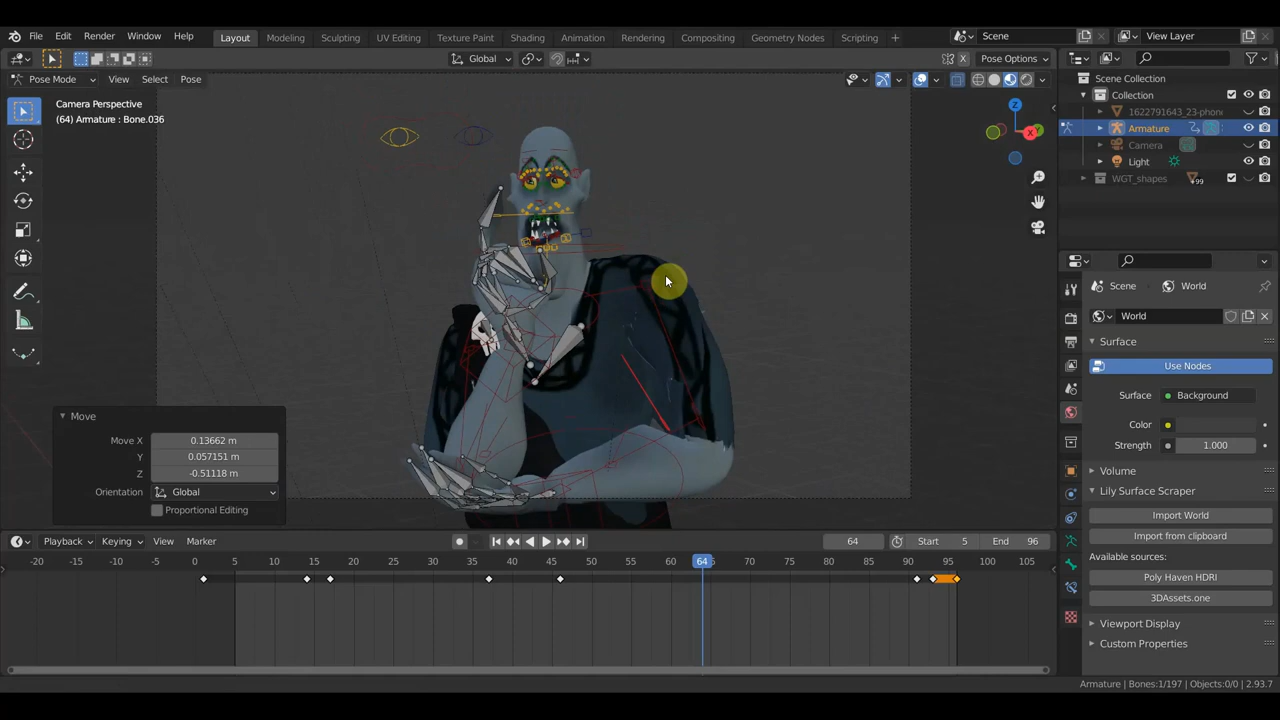 File Edit Render Window Help Layout Modeling Sculpting UV Editing Texture Paint Shading Animation Rendering Compositing Geometry Nodes Scripting + Scene View Layer
Global Pose Options
Pose Mode View Select Pose
Camera Perspective
(64) Armature : Bone.036
Scene Collection
Collection
1622791643_23-phon
Armature
Camera
Light
WGT_shapes 99
Scene World
World
Surface
Use Nodes
Surface Background
Color
Strength 1.000
Volume
Lily Surface Scraper
Import World
Import from clipboard
Available sources:
Poly Haven HDRI
3DAssets.one
Viewport Display
Custom Properties
Move
Move X 0.13662 m
Y 0.057151 m
Z -0.51118 m
Orientation Global
Proportional Editing
Playback Keying View Marker 64 Start 5 End 96
-20 -15 -10 -5 0 5 10 15 20 25 30 35 40 45 50 55 60 64 70 75 80 85 90 95 100 105
Armature | Bones:1/197 | Objects:0/0 | 2.93.7